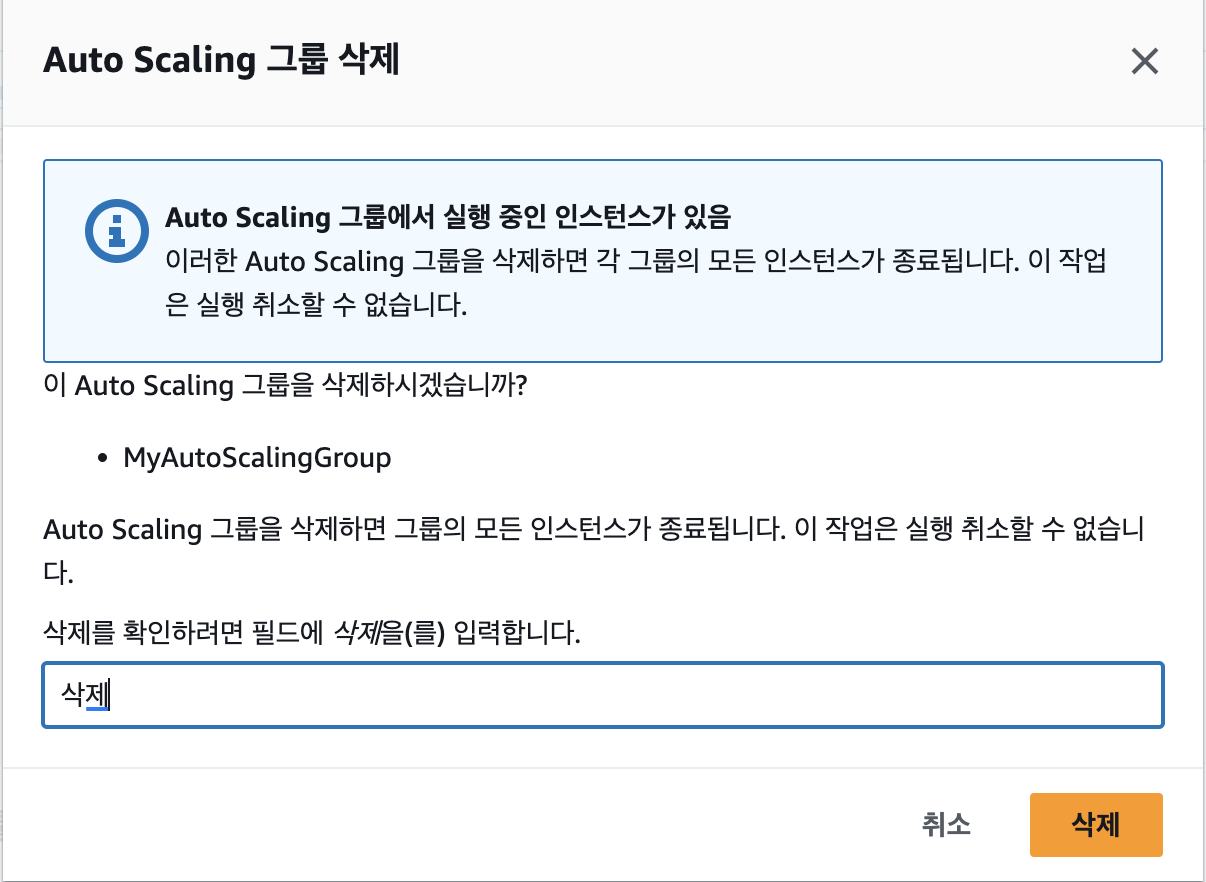 Auto Scaling 그룹 삭제
Auto Scaling 그룹에서 실행 중인 인스턴스가 있음
이러한 Auto Scaling 그룹을 삭제하면 각 그룹의 모든 인스턴스가 종료됩니다. 이 작업
은 실행 취소할 수 없습니다.
이 Auto Scaling 그룹을 삭제하시겠습니까?
• MyAutoScalingGroup
Auto Scaling 그룹을 삭제하면 그룹의 모든 인스턴스가 종료됩니다. 이 작업은 실행 취소할 수 없습니
다.
삭제를 확인하려면 필드에 삭제을(를) 입력합니다.
삭제
취소 삭제